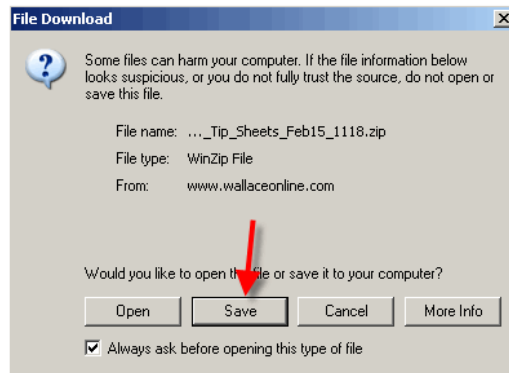 File Download
Some files can harm your computer. If the file information below
looks suspicious, or you do not fully trust the source, do not open or
save this file.
File name: ..._Tip_Sheets_Feb15_1118.zip
File type: WinZip File
From: www.wallaceonline.com
Would you like to open the file or save it to your computer?
Open Save Cancel More Info
Always ask before opening this type of file